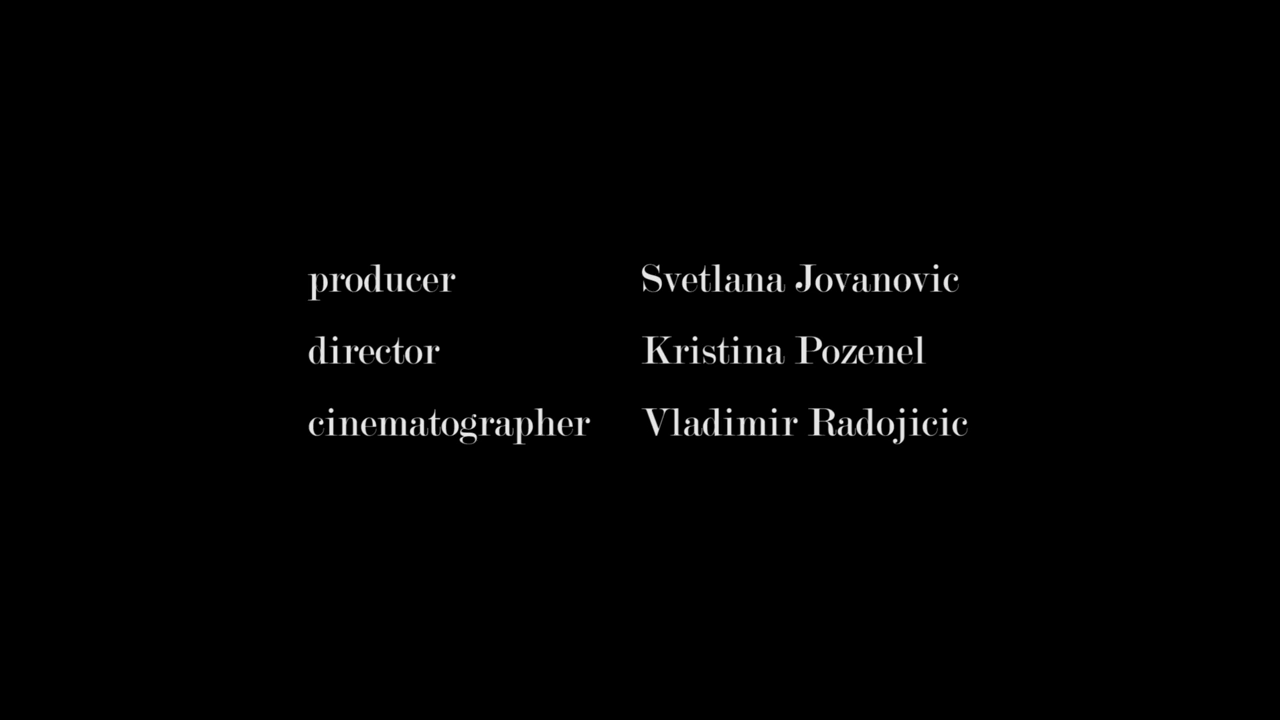 producer Svetlana Jovanovic
director Kristina Pozenel
cinematographer Vladimir Radojicic